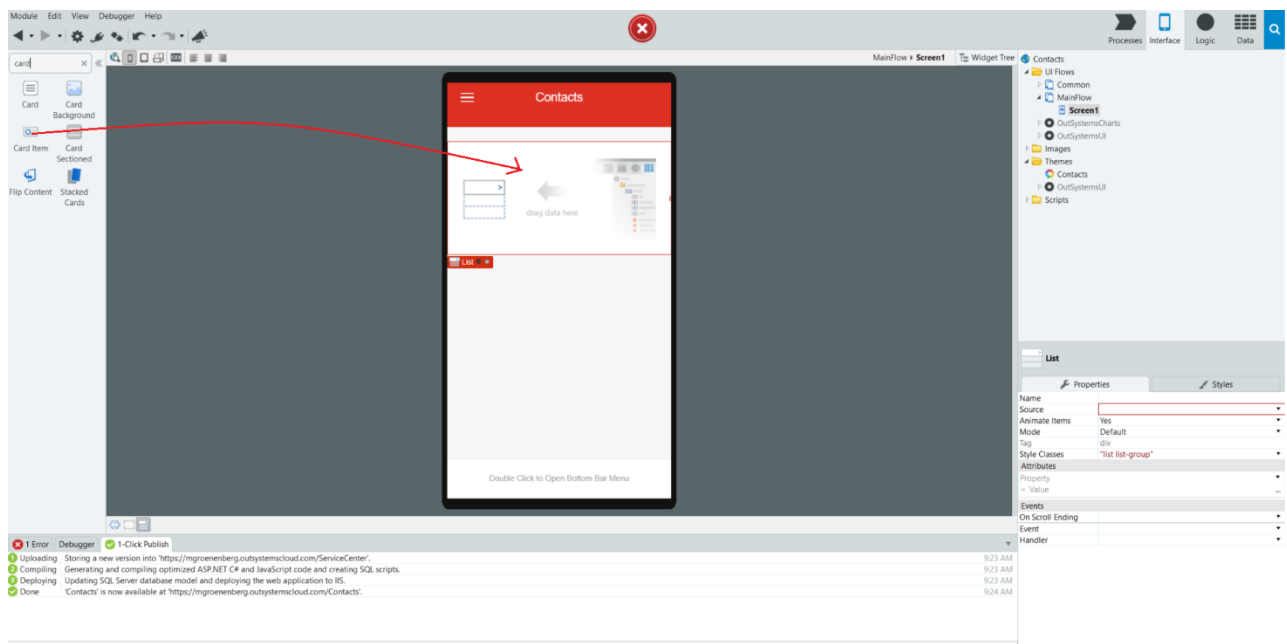 Module Edit View Debugger Help
Processes Interface Logic Data
card
MainFlow Screen1 Widget Tree
Card
Card Background
Card Item
Card Sectioned
Flip Content
Stacked Cards
Contacts
drag data here
List
Double Click to Open Bottom Bar Menu
Contacts
UI Flows
Common
MainFlow
Screen1
OutSystemsCharts
OutSystemsUI
Images
Themes
Contacts
OutSystemsUI
Scripts
List
Properties Styles
Name
Source
Animate Items Yes
Mode Default
Tag div
Style Classes "list list-group"
Attributes
Property
= Value ...
Events
On Scroll Ending
Event
Handler
1 Error Debugger 1-Click Publish
1 Uploading Storing a new version into 'https://mgroenenberg.outsystemscloud.com/ServiceCenter'. 9:23 AM
2 Compiling Generating and compiling optimized ASP.NET C# and JavaScript code and creating SQL scripts. 9:23 AM
3 Deploying Updating SQL Server database model and deploying the web application to IIS. 9:23 AM
Done 'Contacts' is now available at 'https://mgroenenberg.outsystemscloud.com/Contacts'. 9:24 AM